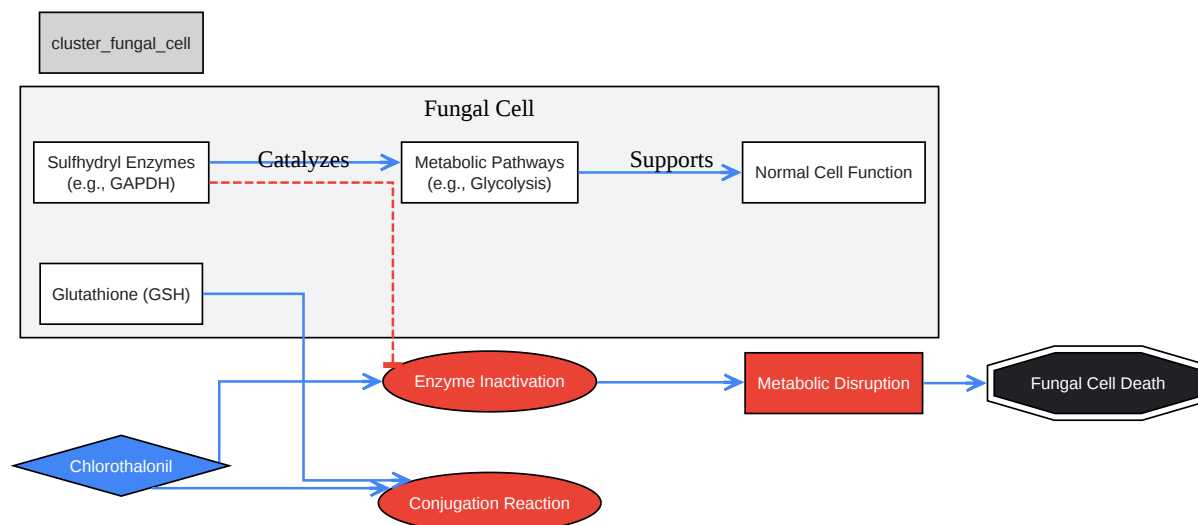 cluster_fungal_cell
Fungal Cell
Sulfhydryl Enzymes
(e.g., GAPDH)
Catalyzes
Metabolic Pathways
(e.g., Glycolysis)
Supports
Normal Cell Function
Glutathione (GSH)
Enzyme Inactivation
Metabolic Disruption
Fungal Cell Death
Chlorothalonil
Conjugation Reaction